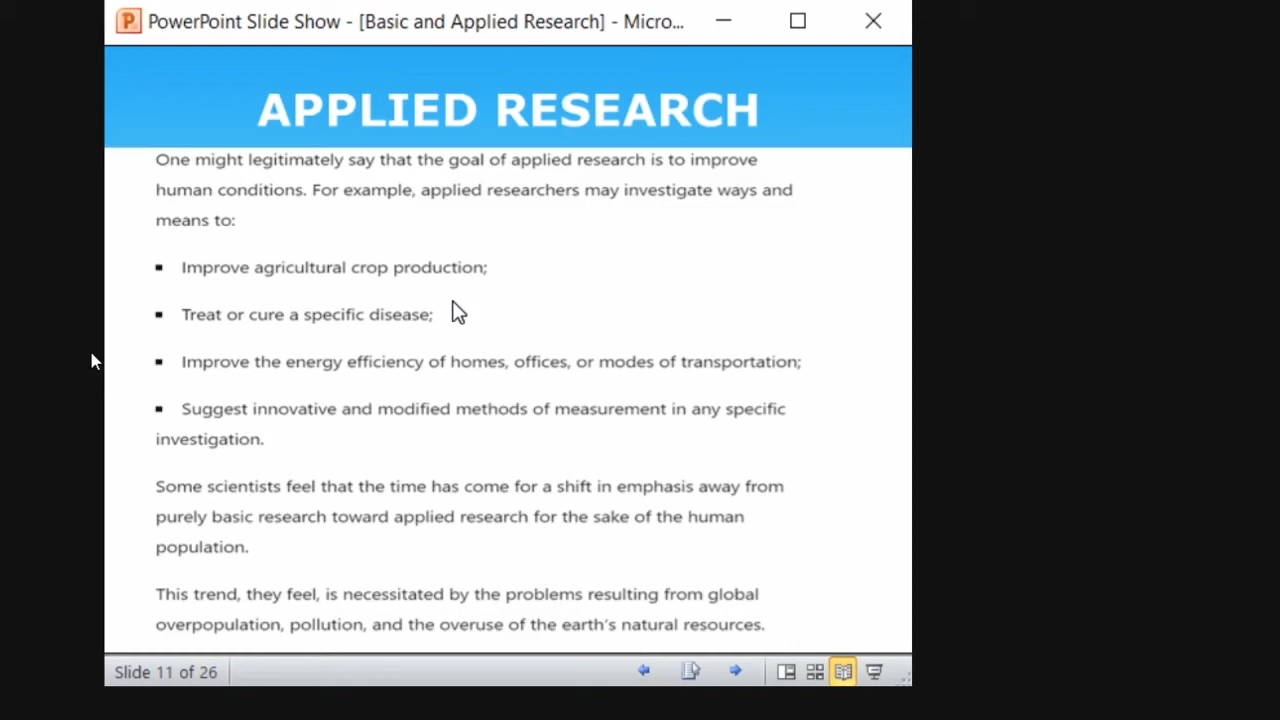 PowerPoint Slide Show - [Basic and Applied Research] - Micro...
APPLIED RESEARCH
One might legitimately say that the goal of applied research is to improve
human conditions. For example, applied researchers may investigate ways and
means to:
▪ Improve agricultural crop production;
▪ Treat or cure a specific disease;
▪ Improve the energy efficiency of homes, offices, or modes of transportation;
▪ Suggest innovative and modified methods of measurement in any specific
investigation.
Some scientists feel that the time has come for a shift in emphasis away from
purely basic research toward applied research for the sake of the human
population.
This trend, they feel, is necessitated by the problems resulting from global
overpopulation, pollution, and the overuse of the earth's natural resources.
Slide 11 of 26